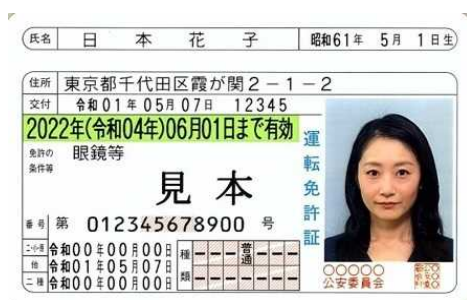 氏名 日本花子 昭和61年 5月 1日生
住所 東京都千代田区霞が関2-1-2
交付 令和01年05月07日 12345
2022年(令和04年)06月01日まで有効
免許の条件等 眼鏡等
見本
番号 第 012345678900 号
二・小・原 令和00年00月00日
他 令和01年05月07日
二種 令和00年00月00日
種類 普通
運転免許証
○○○○○
公安委員会